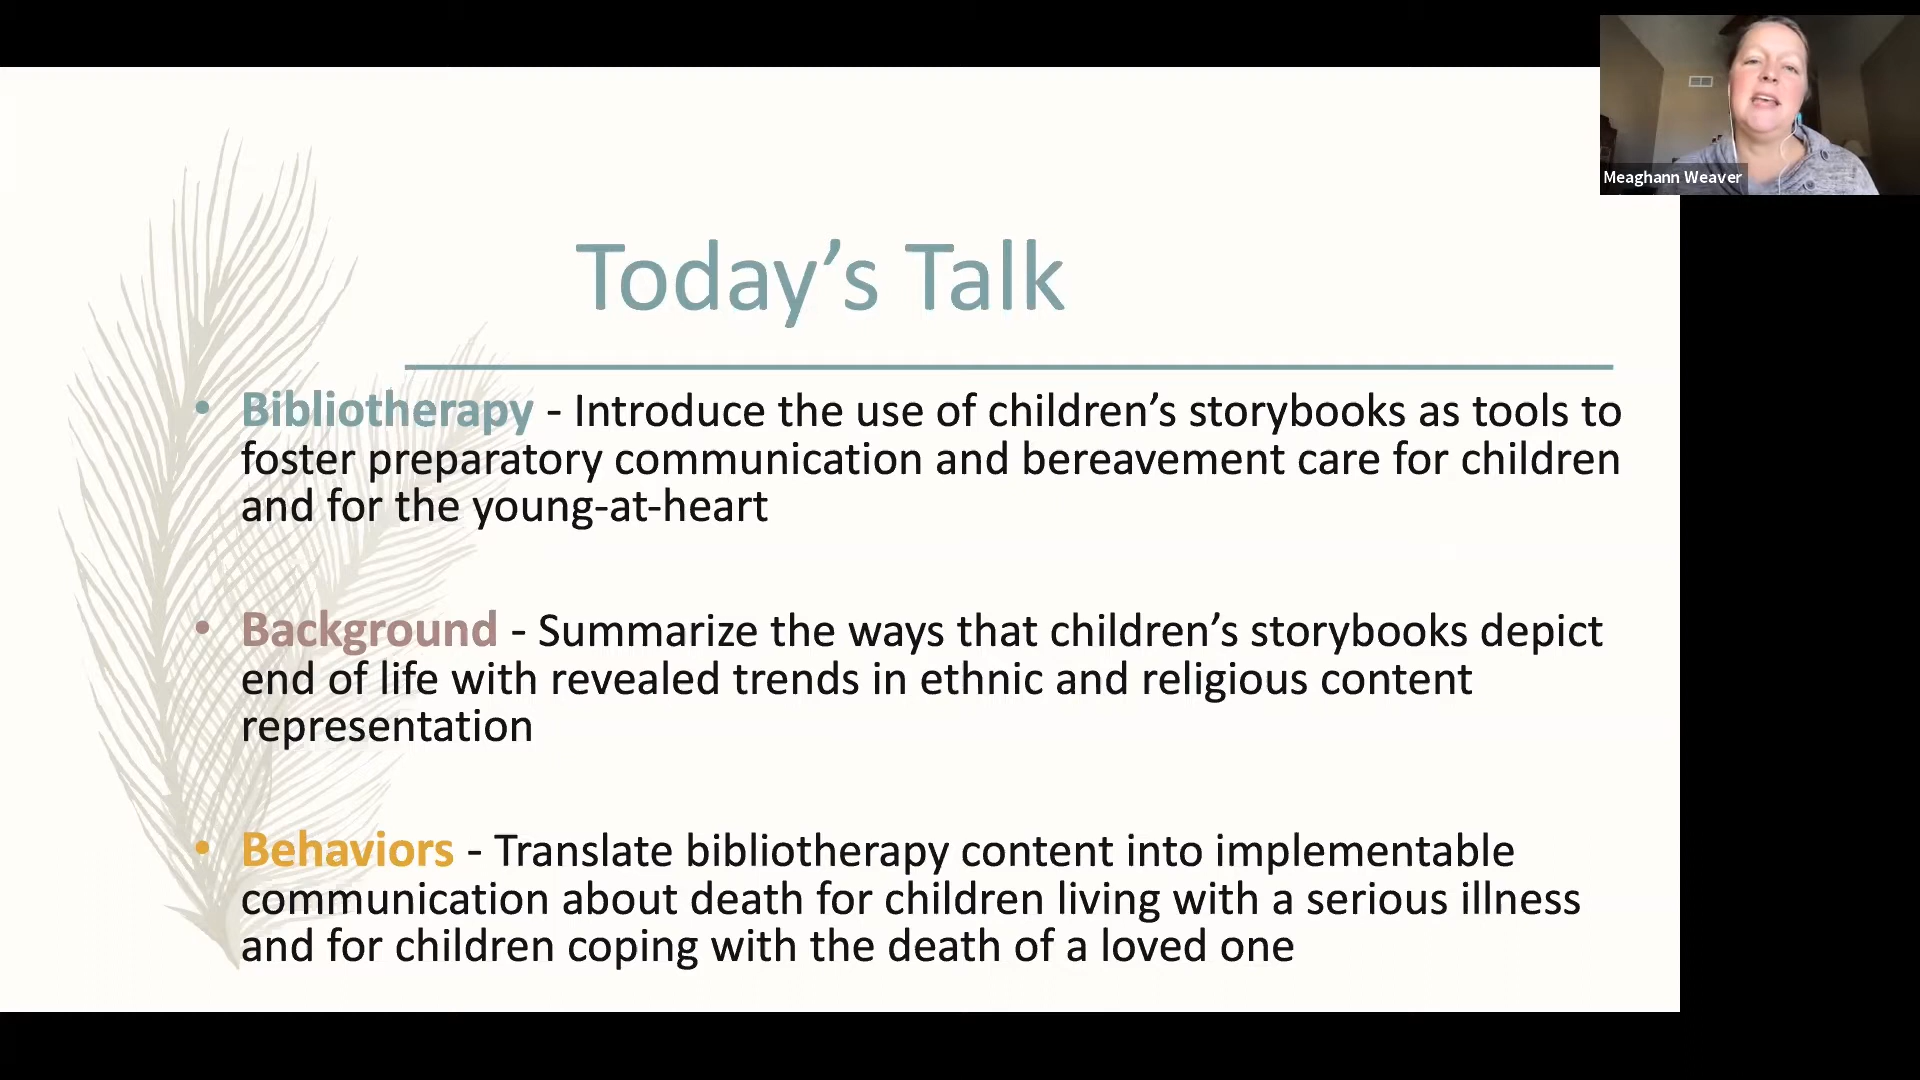 Meaghann Weaver
Today’s Talk
• Bibliotherapy - Introduce the use of children’s storybooks as tools to
foster preparatory communication and bereavement care for children
and for the young-at-heart
• Background - Summarize the ways that children’s storybooks depict
end of life with revealed trends in ethnic and religious content
representation
• Behaviors - Translate bibliotherapy content into implementable
communication about death for children living with a serious illness
and for children coping with the death of a loved one